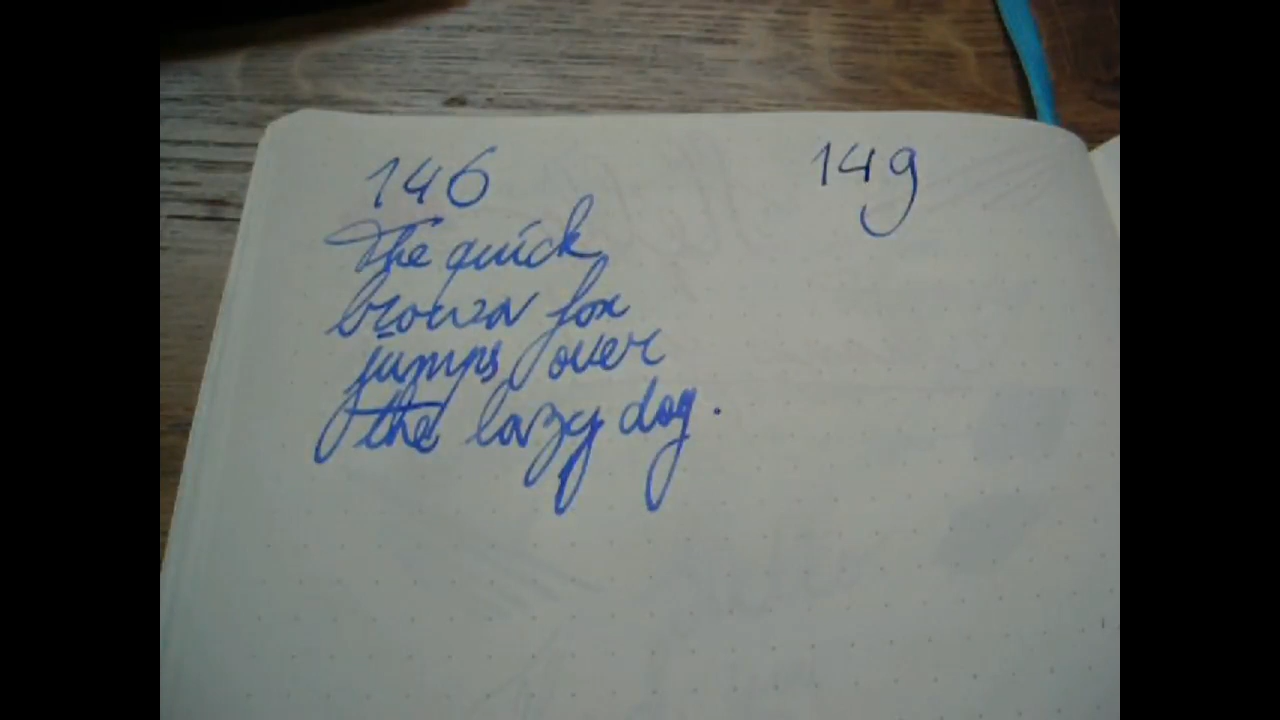 146 149
The quick
brown fox
jumps over
the lazy dog.